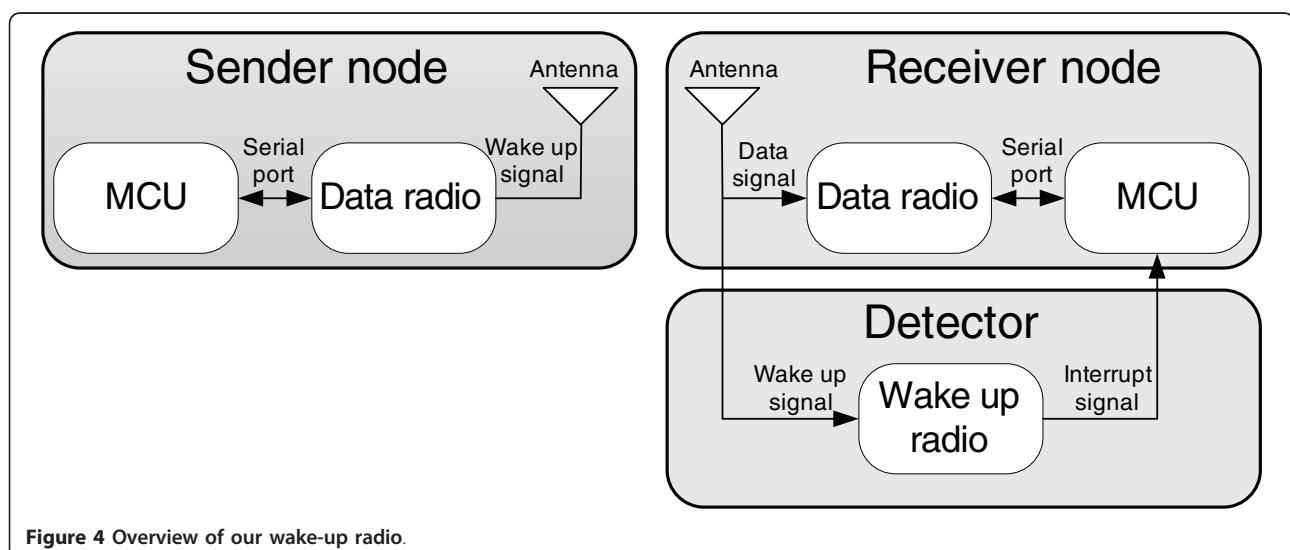 Sender node
Antenna
MCU
Serial
port
Data radio
Wake up
signal
Receiver node
Antenna
Data
signal
Data radio
Serial
port
MCU
Detector
Wake up
signal
Wake up
radio
Interrupt
signal
Figure 4 Overview of our wake-up radio.